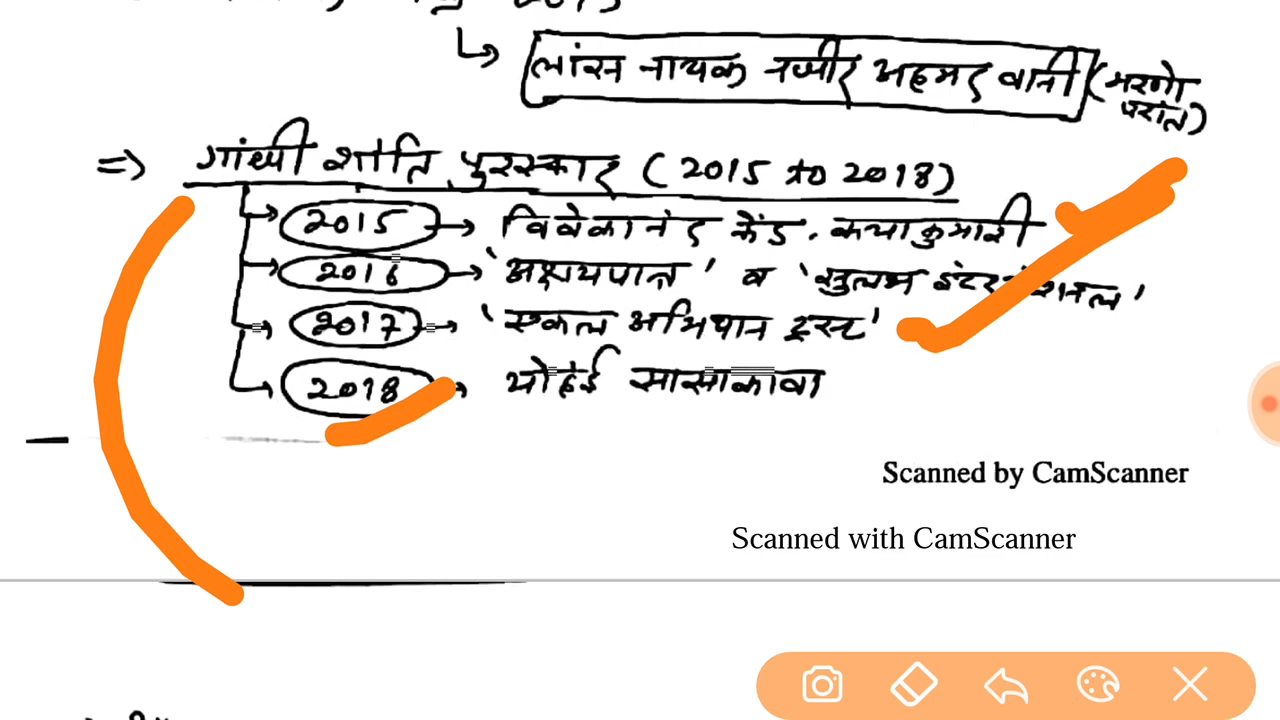 ↳ लांस नायक नजीर अहमद वानी (मरणो
परांत)
=> गांधी शांति पुरस्कार (2015 to 2018)
2015 → विवेकानंद केंद्र, कन्याकुमारी
2016 → 'अक्षयपात्र' व 'सुलभ इंटरनेशनल'
2017 → 'एकल अभियान ट्रस्ट'
2018 → योहेई सासाकावा
Scanned by CamScanner
Scanned with CamScanner